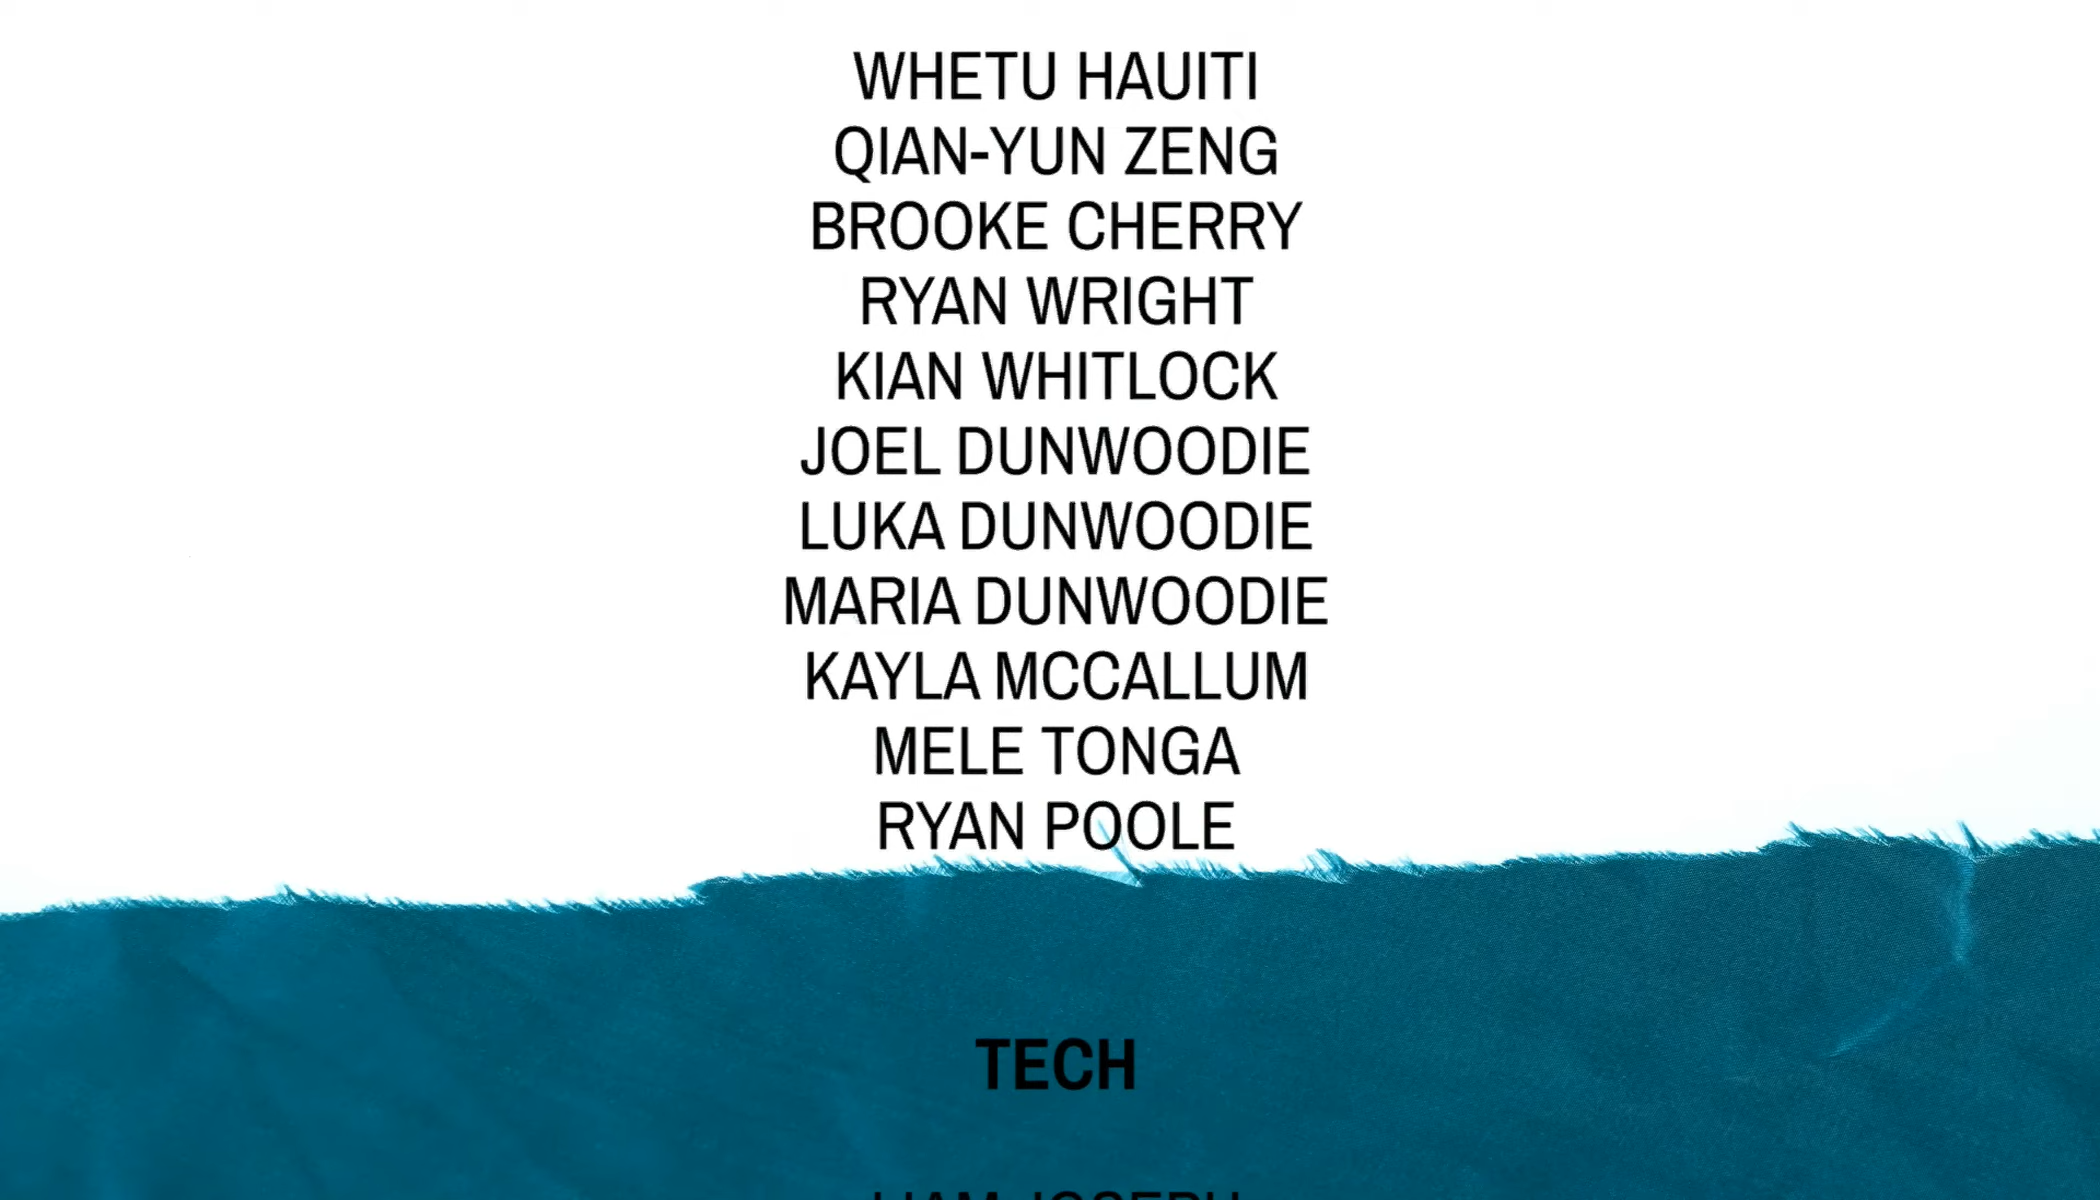 WHETU HAUITI
QIAN-YUN ZENG
BROOKE CHERRY
RYAN WRIGHT
KIAN WHITLOCK
JOEL DUNWOODIE
LUKA DUNWOODIE
MARIA DUNWOODIE
KAYLA MCCALLUM
MELE TONGA
RYAN POOLE
TECH
JOSEPH